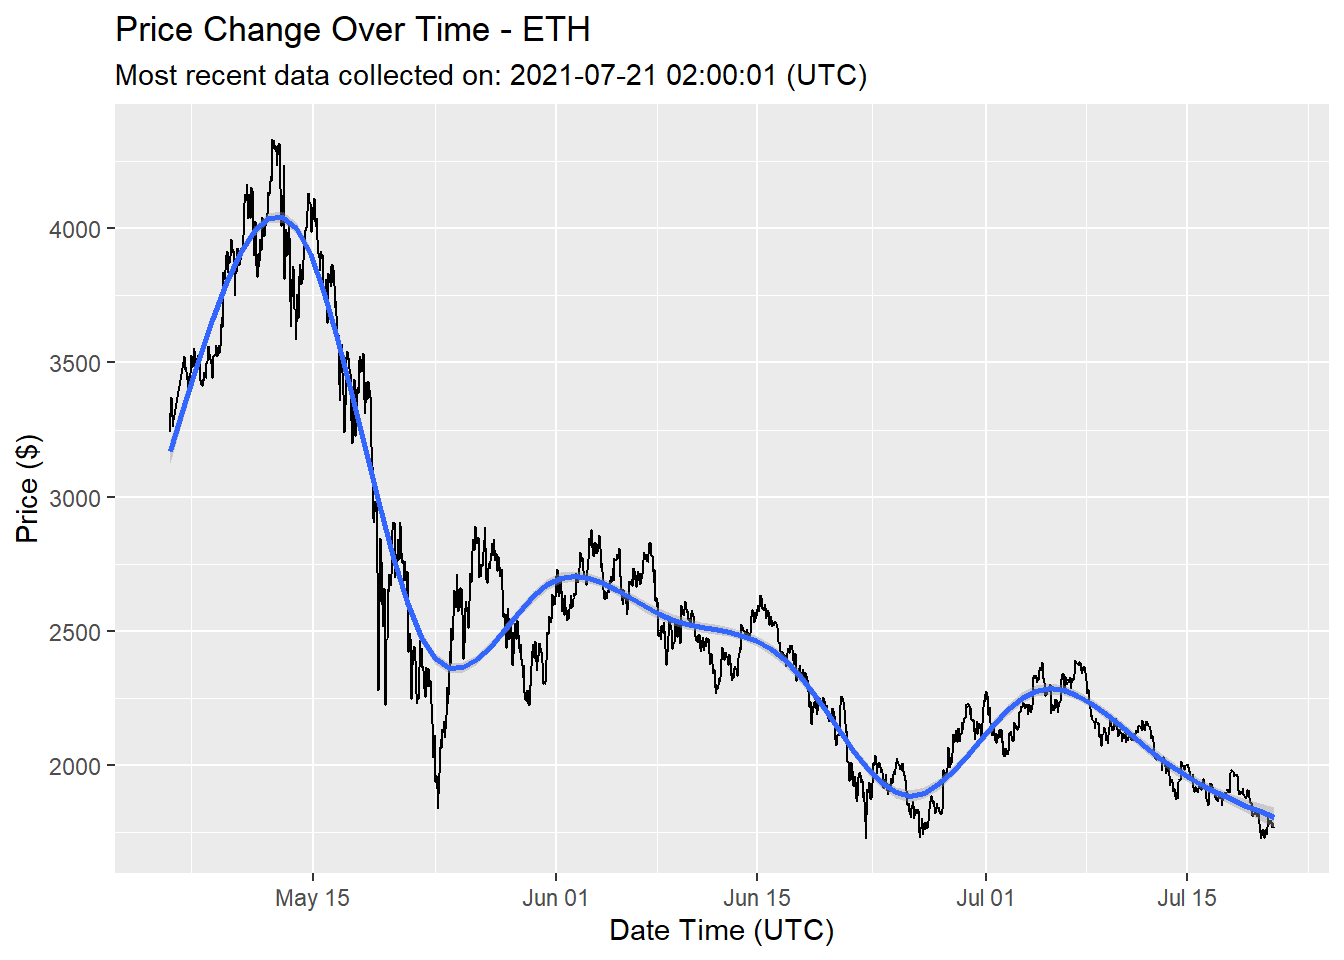 Price Change Over Time - ETH
Most recent data collected on: 2021-07-21 02:00:01 (UTC)
Price ($)
4000
3500
3000
2500
2000
May 15
Jun 01
Jun 15
Jul 01
Jul 15
Date Time (UTC)